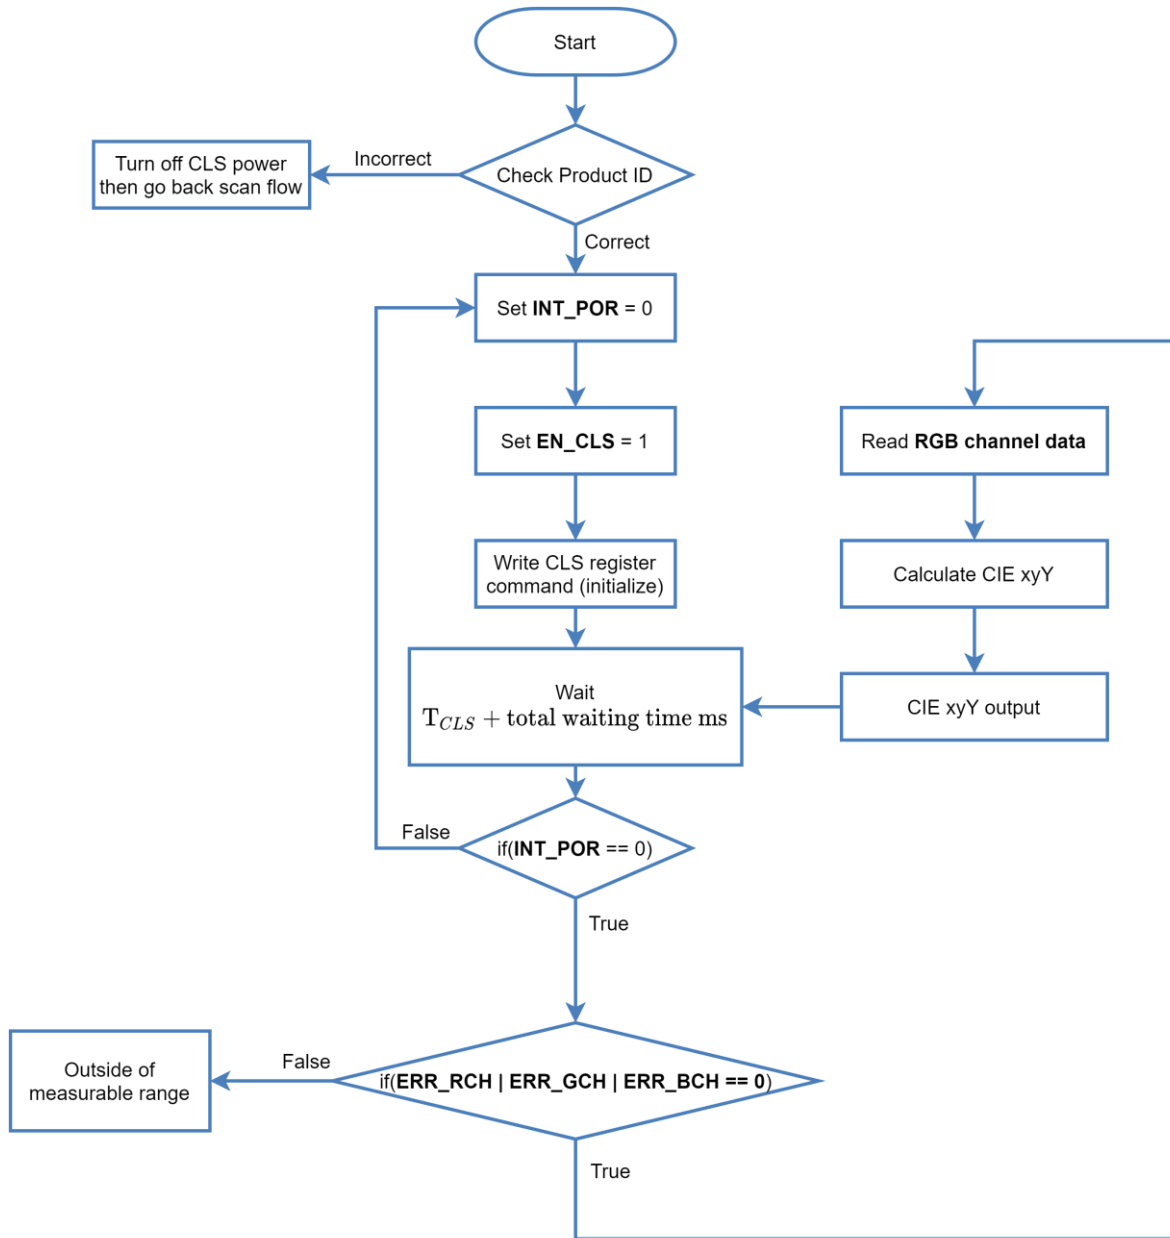 Start
Check Product ID
Incorrect
Turn off CLS power
then go back scan flow
Correct
Set INT_POR = 0
Set EN_CLS = 1
Write CLS register
command (initialize)
Wait
T_{CLS} + total waiting time ms
if(INT_POR == 0)
False
True
if(ERR_RCH | ERR_GCH | ERR_BCH == 0)
False
Outside of
measurable range
True
Read RGB channel data
Calculate CIE xyY
CIE xyY output